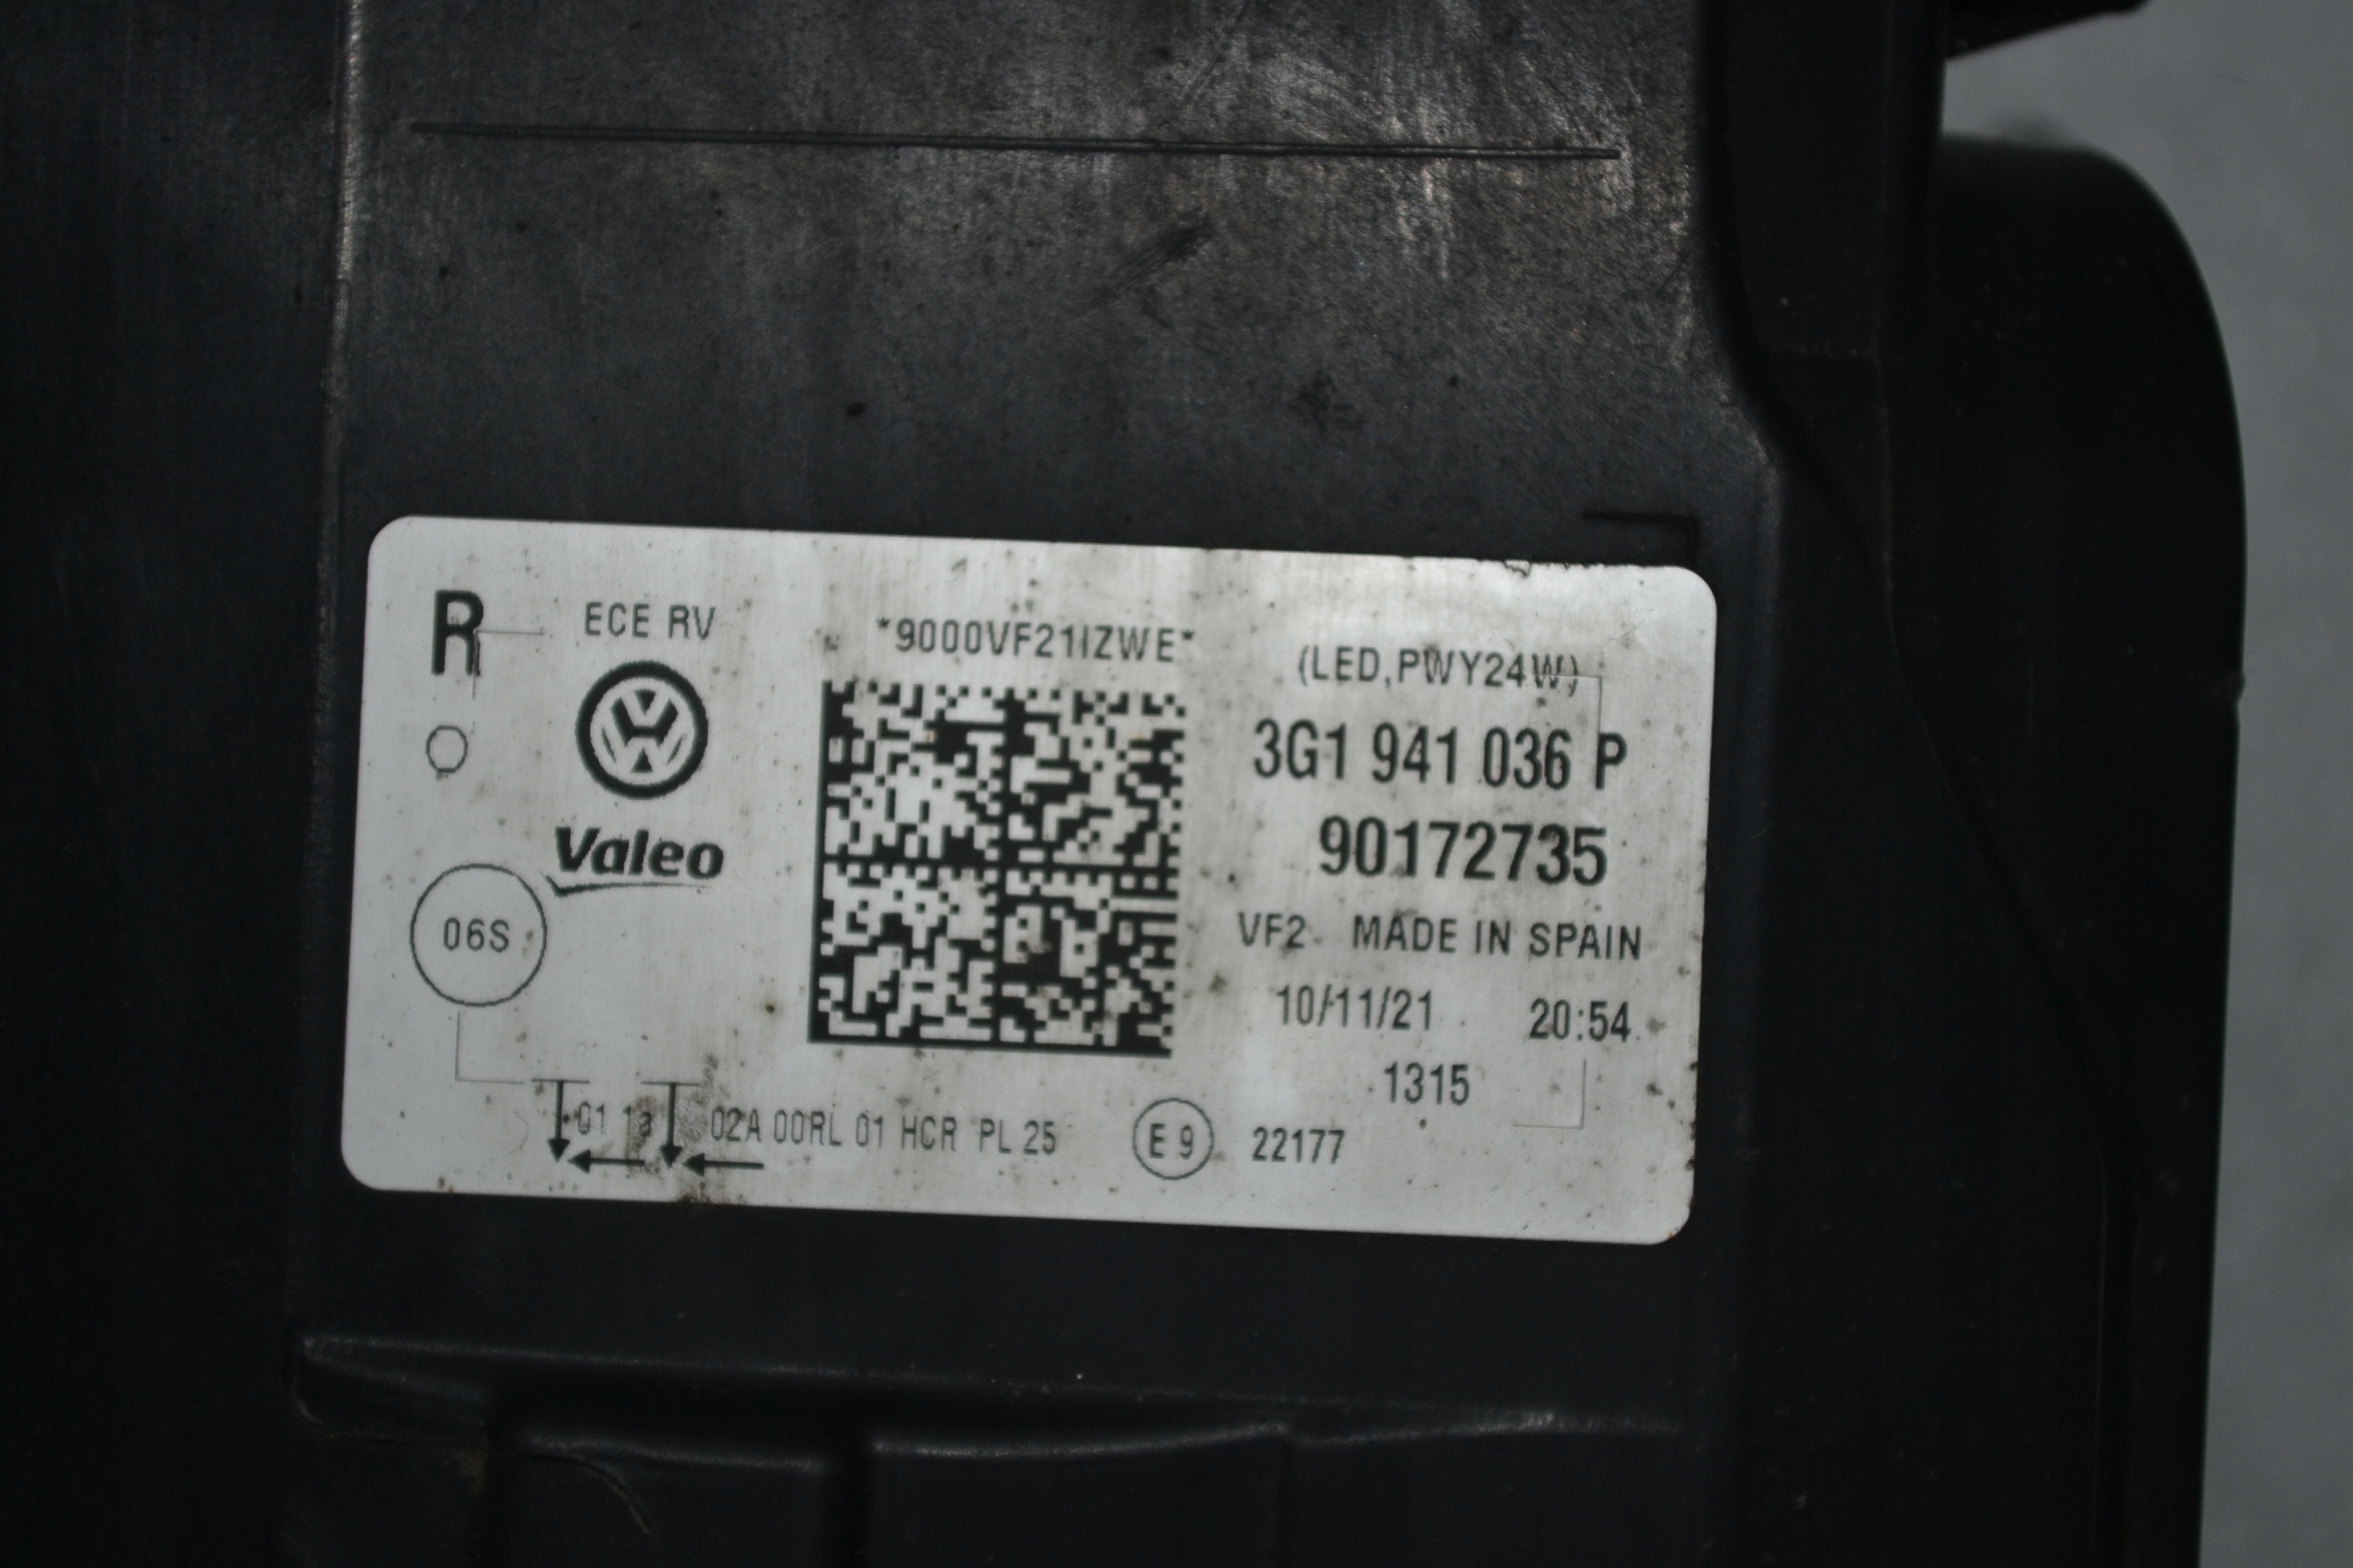 R
ECE RV
*9000VF21IZWE*
(LED,PWY24W)
3G1 941 036 P
Valeo
90172735
06S
VF2 MADE IN SPAIN
10/11/21 20:54
1315
01 02A 00RL 01 HCR PL 25
E 9
22177